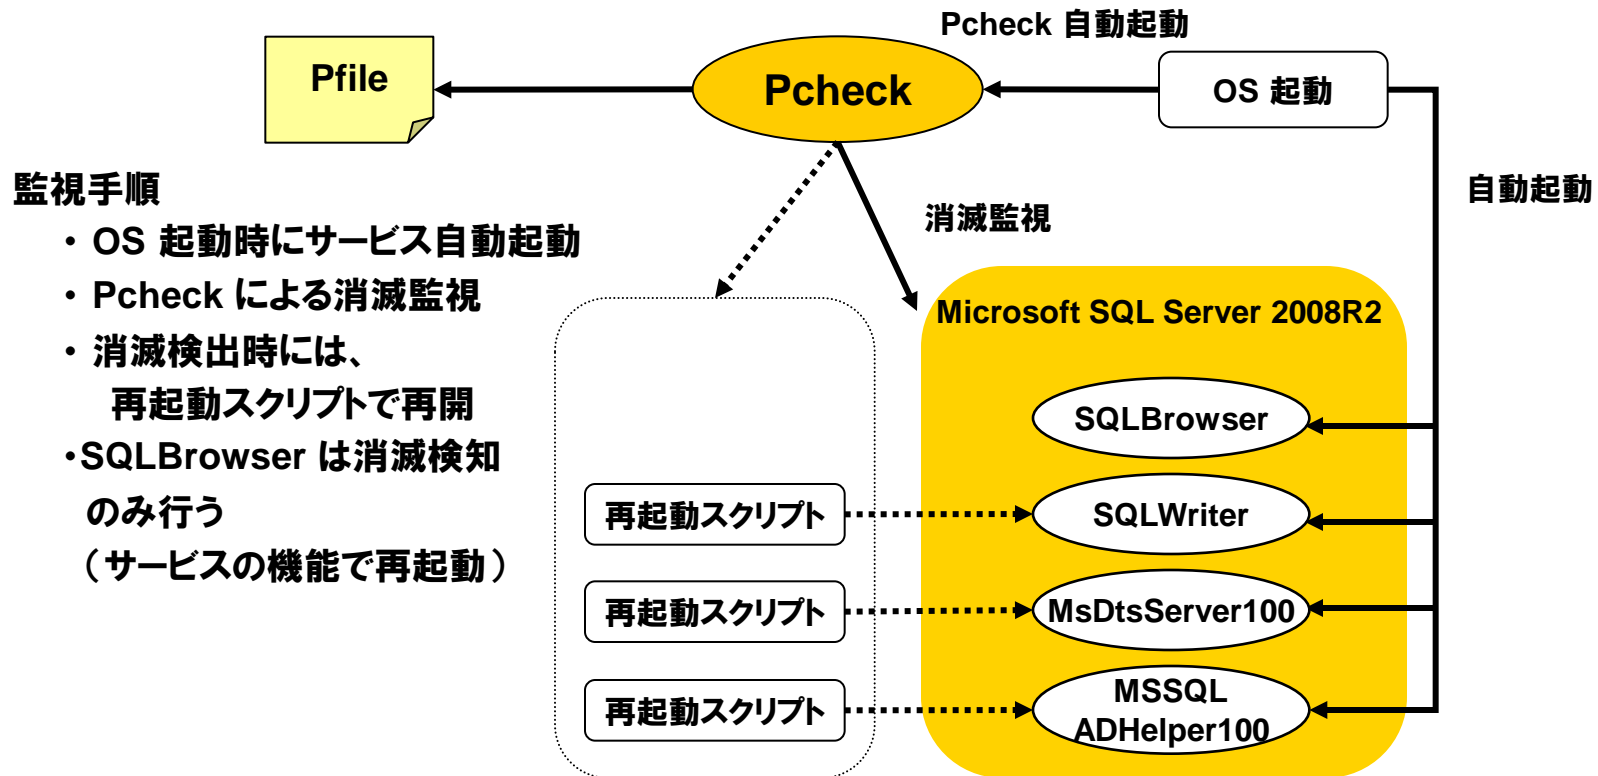 Pcheck 自動起動
Pfile
Pcheck
OS 起動
監視手順
・ OS 起動時にサービス自動起動
・ Pcheck による消滅監視
・ 消滅検出時には、
再起動スクリプトで再開
・SQLBrowser は消滅検知
のみ行う
（サービスの機能で再起動）
消滅監視
自動起動
Microsoft SQL Server 2008R2
SQLBrowser
再起動スクリプト
SQLWriter
再起動スクリプト
MsDtsServer100
再起動スクリプト
MSSQL
ADHelper100